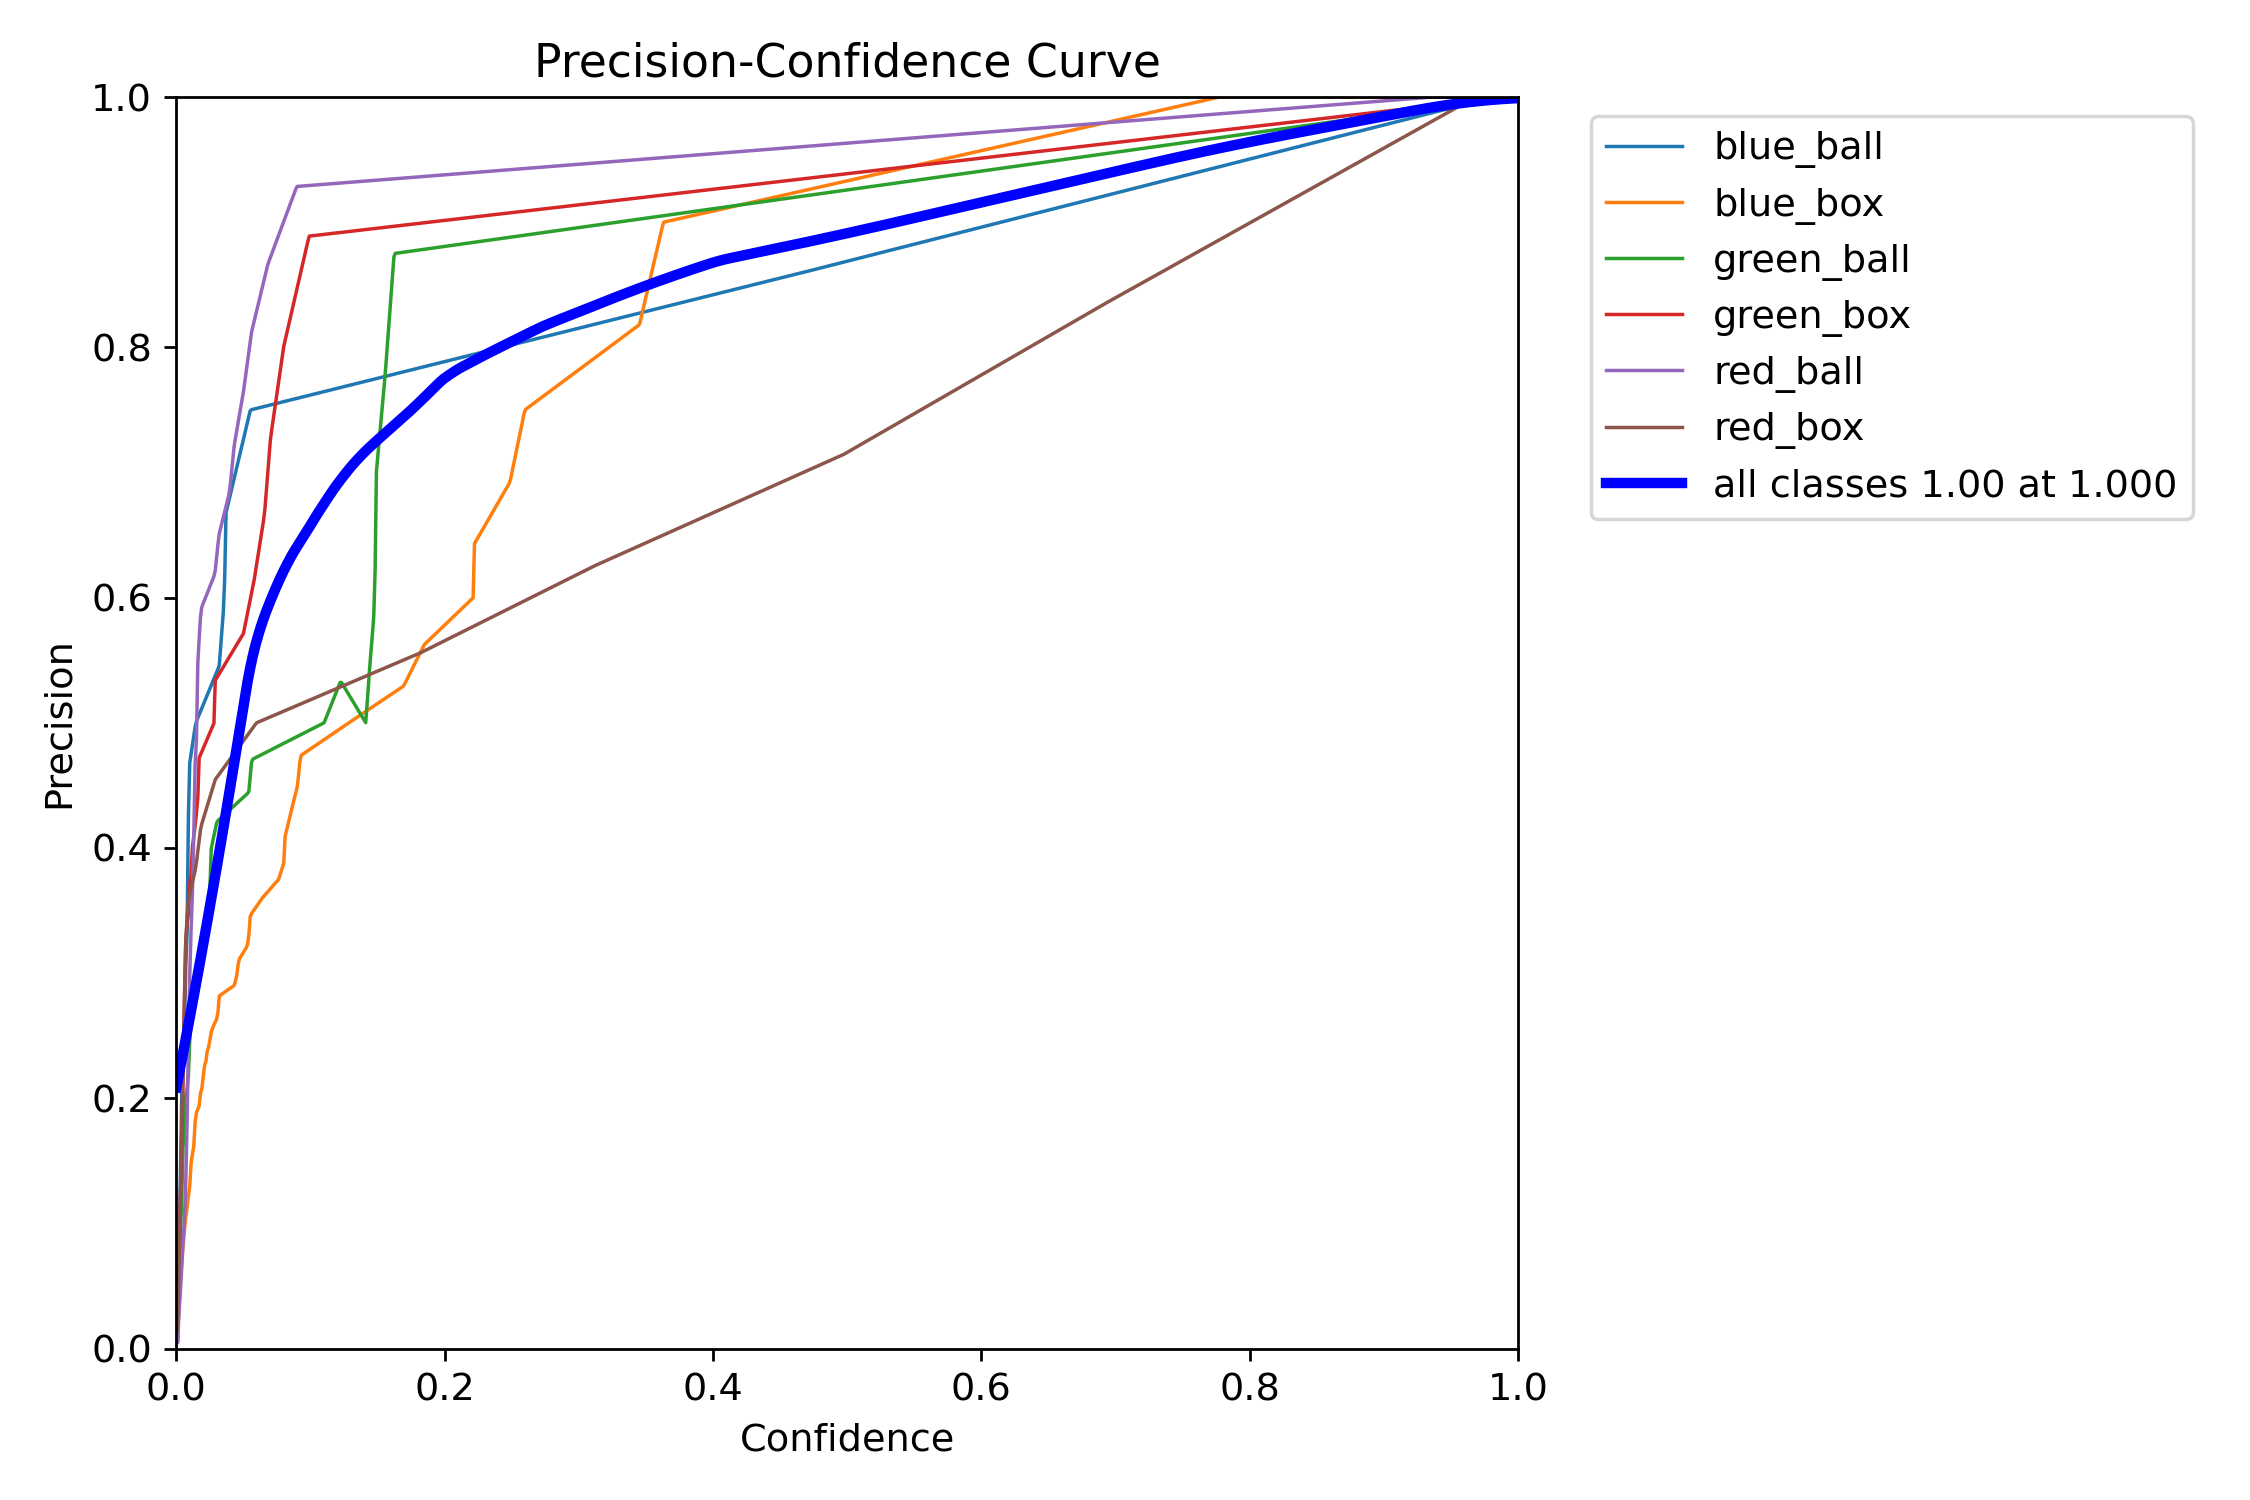 Precision-Confidence Curve
1.0
0.8
0.6
0.4
0.2
0.0
Precision
0.0 0.2 0.4 0.6 0.8 1.0
Confidence
blue_ball
blue_box
green_ball
green_box
red_ball
red_box
all classes 1.00 at 1.000